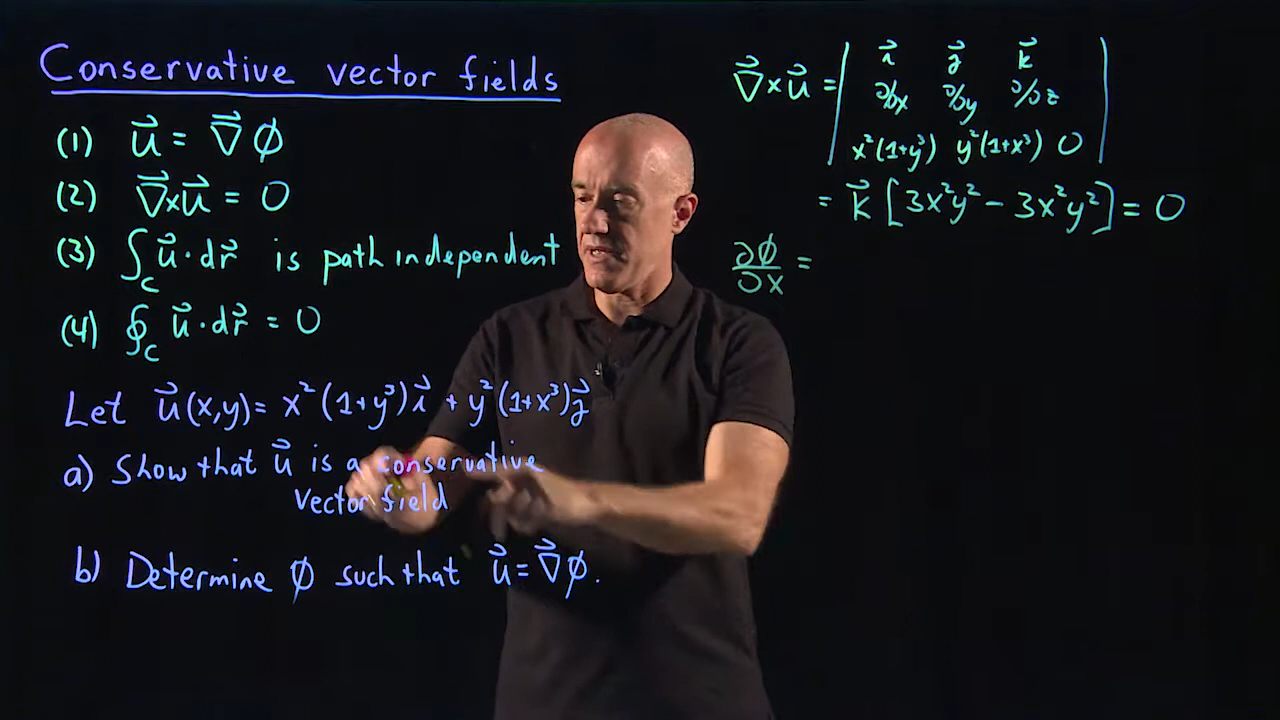 Conservative vector fields
(1) u⃗ = ∇⃗ϕ
(2) ∇⃗×u⃗ = 0
(3) ∫_C u⃗·dr⃗ is path independent
(4) ∮_C u⃗·dr⃗ = 0
Let u⃗(x,y)= x²(1+y³)i⃗ + y²(1+x³)j⃗
a) Show that u⃗ is a conservative
vector field
b) Determine ϕ such that u⃗=∇⃗ϕ.
∇⃗×u⃗ = | i⃗ j⃗ k⃗ |
∂/∂x ∂/∂y ∂/∂z
x²(1+y³) y²(1+x³) 0
= k⃗ [3x²y² − 3x²y²] = 0
∂ϕ/∂x =